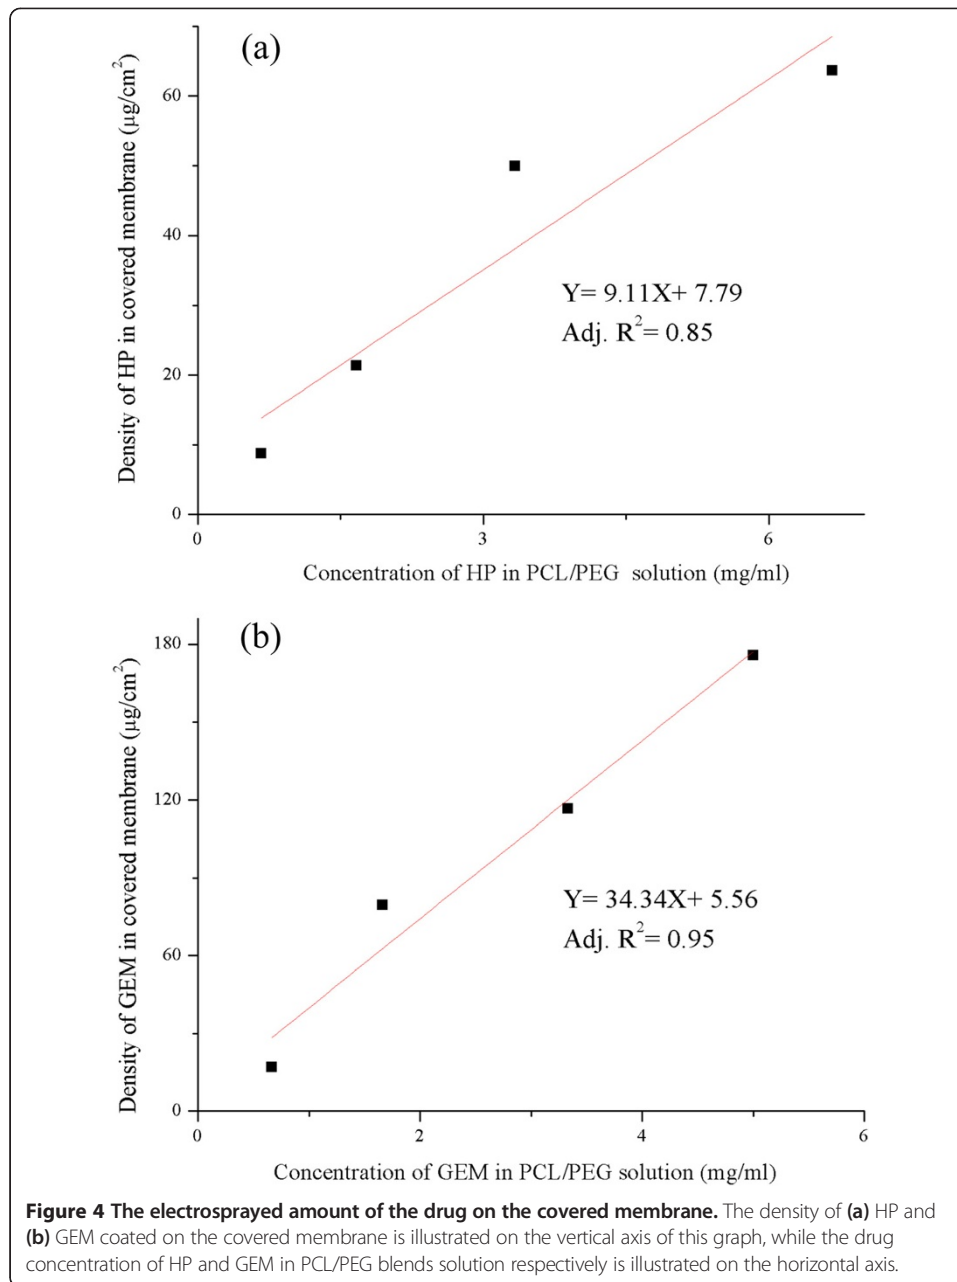 (a)
Density of HP in covered membrane (μg/cm²)
60
40
20
0
0 3 6
Y= 9.11X+ 7.79
Adj. R²= 0.85
Concentration of HP in PCL/PEG solution (mg/ml)
(b)
Density of GEM in covered membrane (μg/cm²)
180
120
60
0
0 2 4 6
Y= 34.34X+ 5.56
Adj. R²= 0.95
Concentration of GEM in PCL/PEG solution (mg/ml)
Figure 4 The electrosprayed amount of the drug on the covered membrane. The density of (a) HP and
(b) GEM coated on the covered membrane is illustrated on the vertical axis of this graph, while the drug
concentration of HP and GEM in PCL/PEG blends solution respectively is illustrated on the horizontal axis.